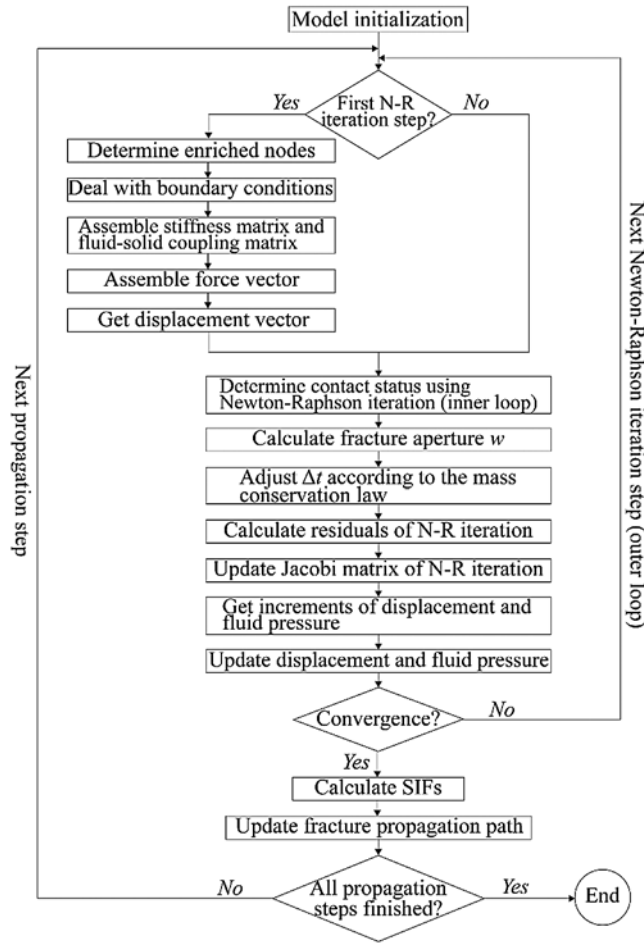 Model initialization
First N-R
iteration step?
Yes
No
Determine enriched nodes
Deal with boundary conditions
Assemble stiffness matrix and
fluid-solid coupling matrix
Assemble force vector
Get displacement vector
Determine contact status using
Newton-Raphson iteration (inner loop)
Calculate fracture aperture w
Adjust Δt according to the mass
conservation law
Calculate residuals of N-R iteration
Update Jacobi matrix of N-R iteration
Get increments of displacement and
fluid pressure
Update displacement and fluid pressure
Convergence?
No
Yes
Calculate SIFs
Update fracture propagation path
All propagation
steps finished?
No
Yes
End
Next propagation step
Next Newton-Raphson iteration step (outer loop)